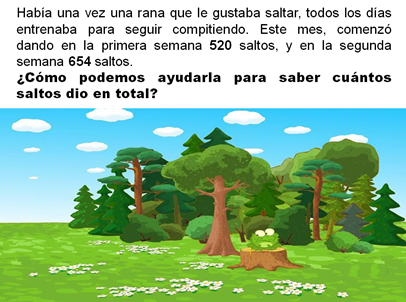 Había una vez una rana que le gustaba saltar, todos los días
entrenaba para seguir compitiendo. Este mes, comenzó
dando en la primera semana 520 saltos, y en la segunda
semana 654 saltos.
¿Cómo podemos ayudarla para saber cuántos
saltos dio en total?